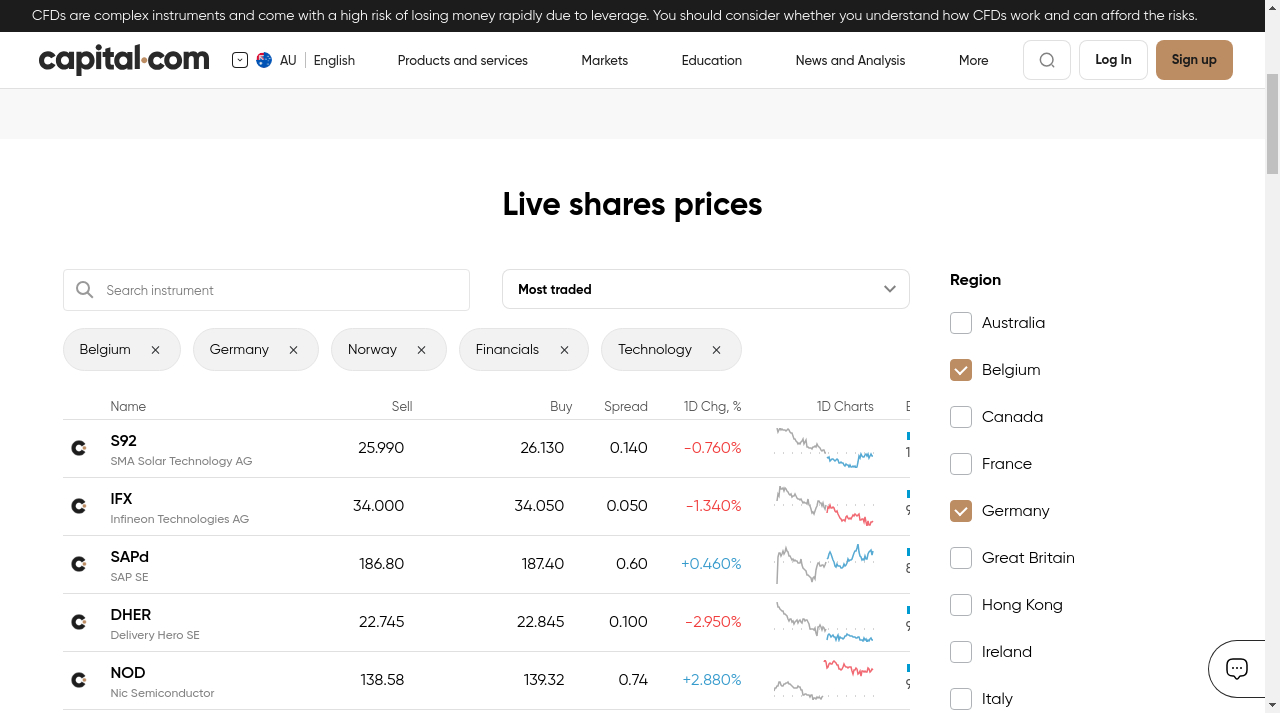 CFDs are complex instruments and come with a high risk of losing money rapidly due to leverage. You should consider whether you understand how CFDs work and can afford the risks.
capital.com AU English Products and services Markets Education News and Analysis More Log In Sign up
Live shares prices
Search instrument
Most traded
Belgium × Germany × Norway × Financials × Technology ×
Name Sell Buy Spread 1D Chg, % 1D Charts
S92 25.990 26.130 0.140 -0.760%
SMA Solar Technology AG
IFX 34.000 34.050 0.050 -1.340%
Infineon Technologies AG
SAPd 186.80 187.40 0.60 +0.460%
SAP SE
DHER 22.745 22.845 0.100 -2.950%
Delivery Hero SE
NOD 138.58 139.32 0.74 +2.880%
Nic Semiconductor
Region
Australia
Belgium
Canada
France
Germany
Great Britain
Hong Kong
Ireland
Italy